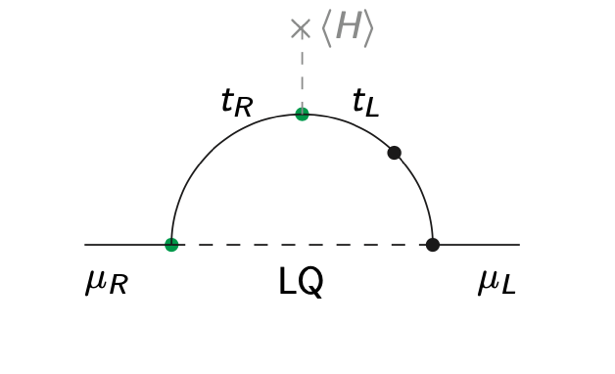 × ⟨H⟩
t_R t_L
μ_R LQ μ_L